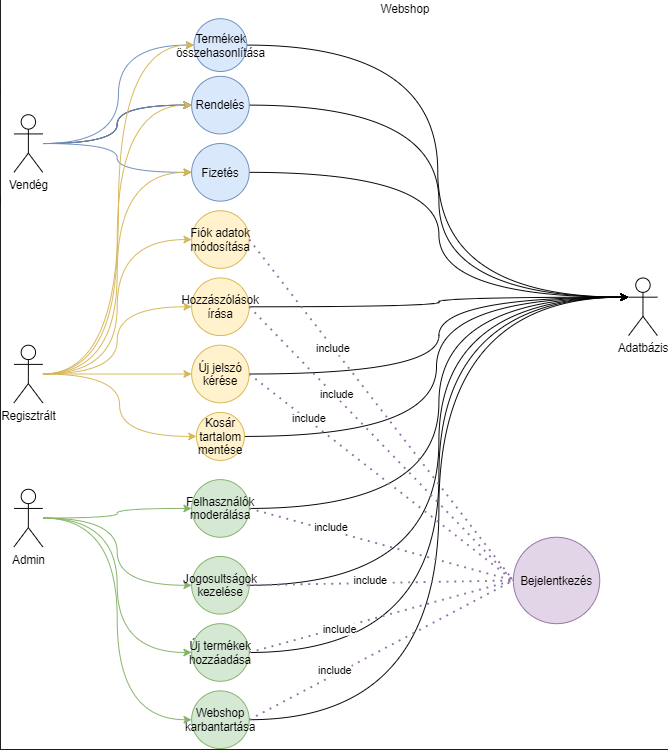 Webshop
Termékek
összehasonlítása
Rendelés
Vendég
Fizetés
Fiók adatok
módosítása
Hozzászólások
írása
Adatbázis
include
Új jelszó
kérése
include
Regisztrált
include
Kosár
tartalom
mentése
Felhasználók
moderálása
include
Admin
Jogosultságok
kezelése
include
Bejelentkezés
include
Új termékek
hozzáadása
include
Webshop
karbantartása